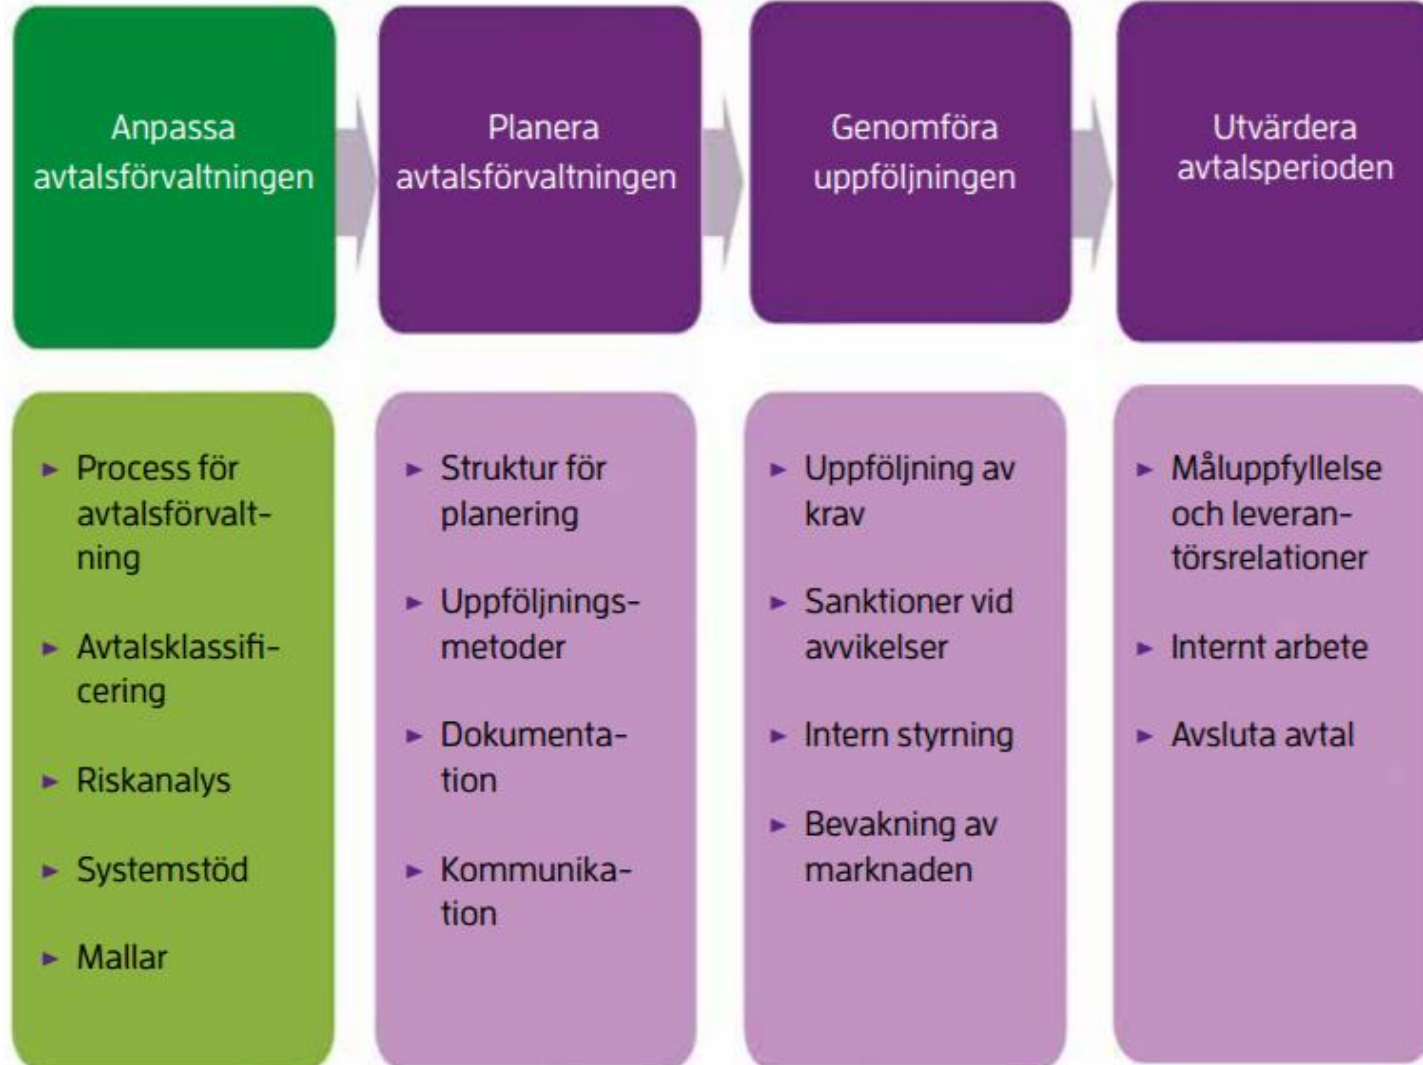 Anpassa
avtalsförvaltningen
Planera
avtalsförvaltningen
Genomföra
uppföljningen
Utvärdera
avtalsperioden
Process för
avtalsförvalt-
ning
Avtalsklassifi-
cering
Riskanalys
Systemstöd
Mallar
Struktur för
planering
Uppföljnings-
metoder
Dokumenta-
tion
Kommunika-
tion
Uppföljning av
krav
Sanktioner vid
avvikelser
Intern styrning
Bevakning av
marknaden
Måluppfyllelse
och leveran-
törsrelationer
Internt arbete
Avsluta avtal